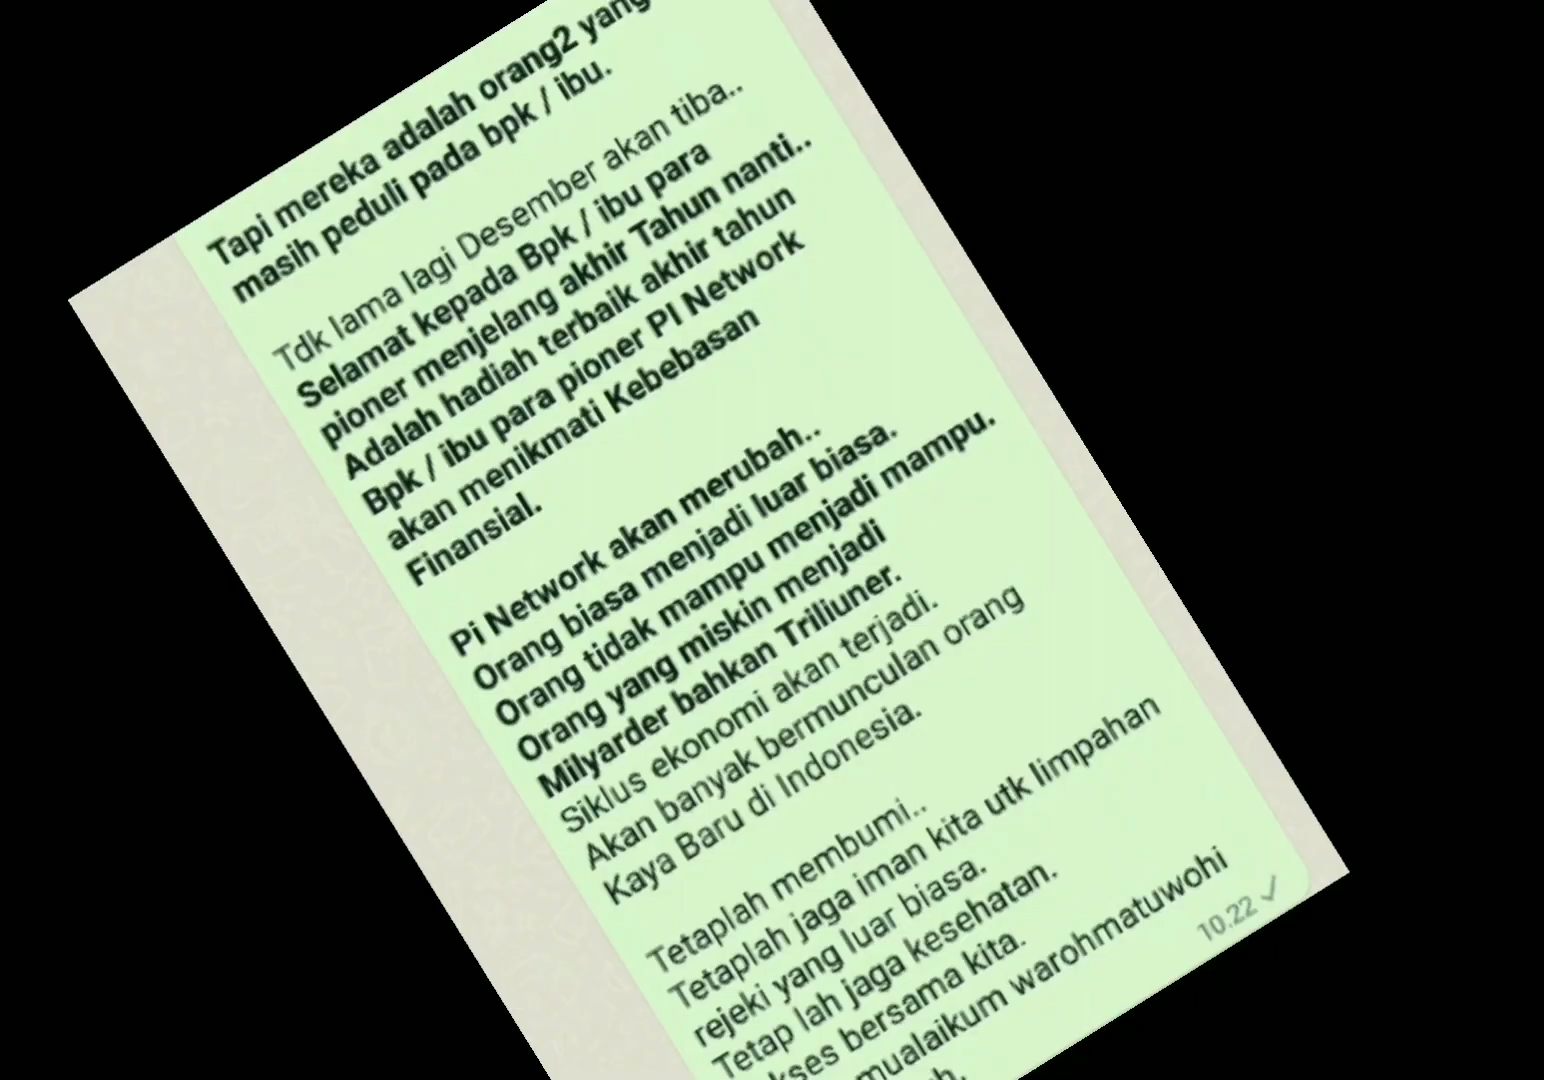 Tapi mereka adalah orang2 yang
masih peduli pada bpk / ibu.
Tdk lama lagi Desember akan tiba..
Selamat kepada Bpk / ibu para
pioner menjelang akhir Tahun nanti..
Adalah hadiah terbaik akhir tahun
Bpk / ibu para pioner PI Network
akan menikmati Kebebasan
Finansial.
Pi Network akan merubah..
Orang biasa menjadi luar biasa.
Orang tidak mampu menjadi mampu.
Orang yang miskin menjadi
Milyarder bahkan Triliuner.
Siklus ekonomi akan terjadi.
Akan banyak bermunculan orang
Kaya Baru di Indonesia.
Tetaplah membumi..
Tetaplah jaga iman kita utk limpahan
rejeki yang luar biasa.
Tetap lah jaga kesehatan.
kses bersama kita.
mualaikum warohmatuwohi
10.22